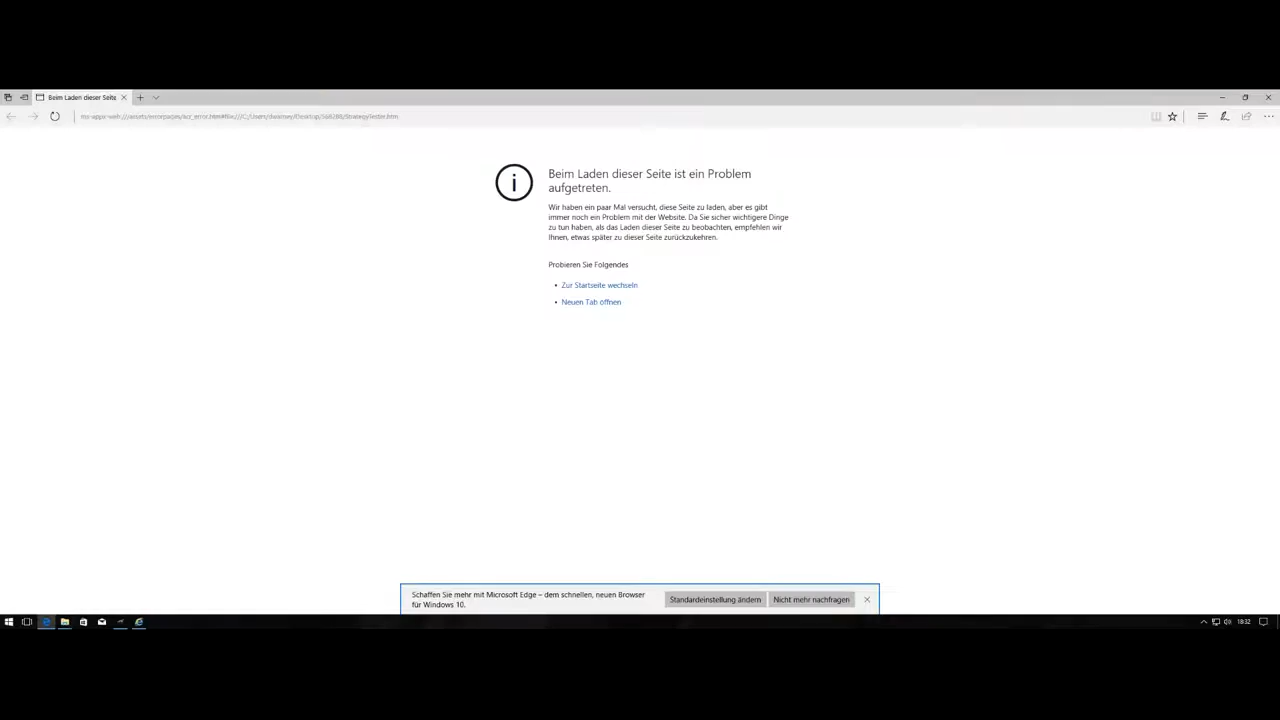 Beim Laden dieser Seite
Beim Laden dieser Seite ist ein Problem
aufgetreten.
Wir haben ein paar Mal versucht, diese Seite zu laden, aber es gibt
immer noch ein Problem mit der Website. Da Sie sicher wichtigere Dinge
zu tun haben, als das Laden dieser Seite zu beobachten, empfehlen wir
Ihnen, etwas später zu dieser Seite zurückzukehren.
Probieren Sie Folgendes
• Zur Startseite wechseln
• Neuen Tab öffnen
Schaffen Sie mehr mit Microsoft Edge – dem schnellen, neuen Browser
für Windows 10.
Standardeinstellung ändern
Nicht mehr nachfragen
18:32